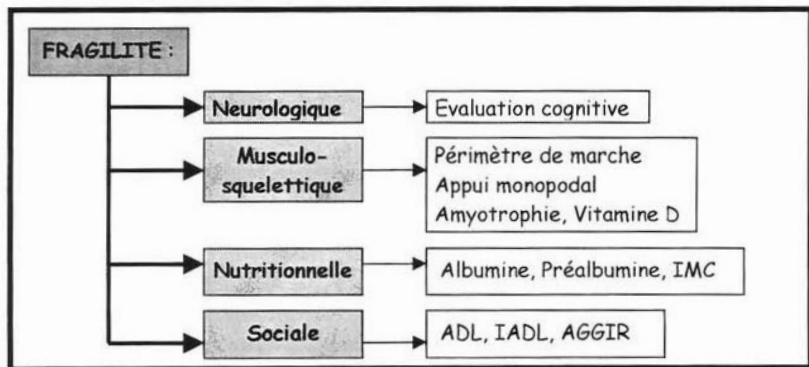 FRAGILITE :
Neurologique
Evaluation cognitive
Musculo-
squelettique
Périmètre de marche
Appui monopodal
Amyotrophie, Vitamine D
Nutritionnelle
Albumine, Préalbumine, IMC
Sociale
ADL, IADL, AGGIR